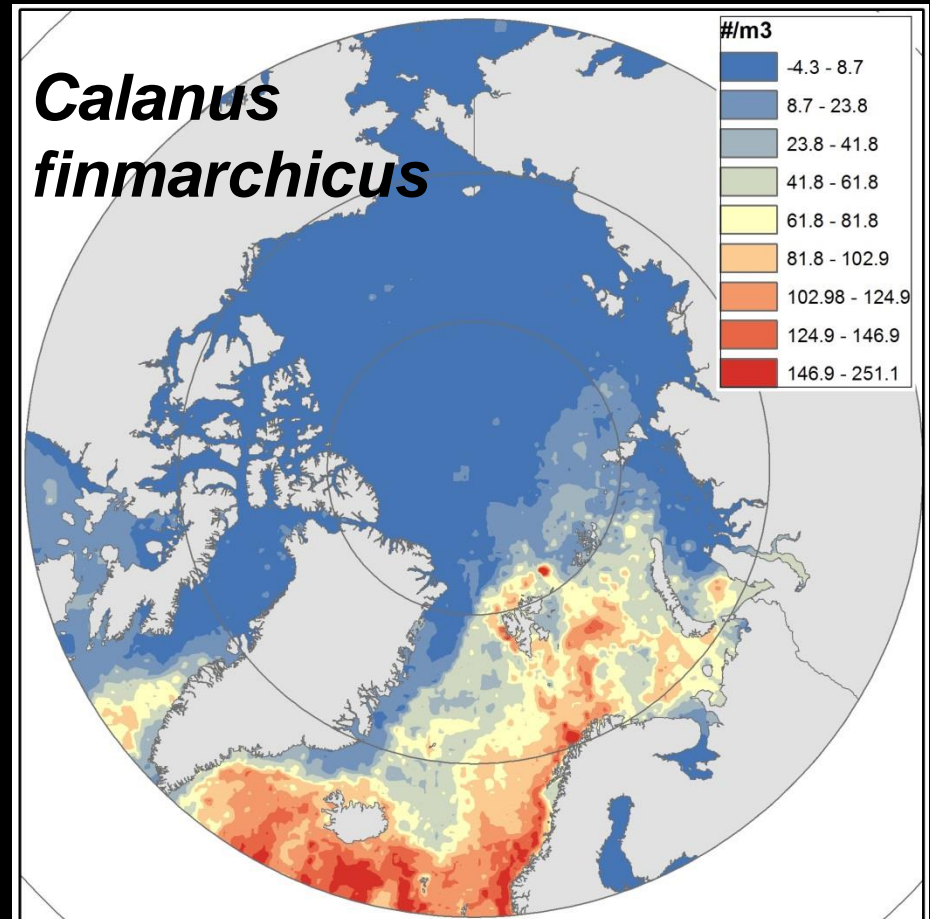 Calanus
finmarchicus
#/m3
-4.3 - 8.7
8.7 - 23.8
23.8 - 41.8
41.8 - 61.8
61.8 - 81.8
81.8 - 102.9
102.98 - 124.9
124.9 - 146.9
146.9 - 251.1